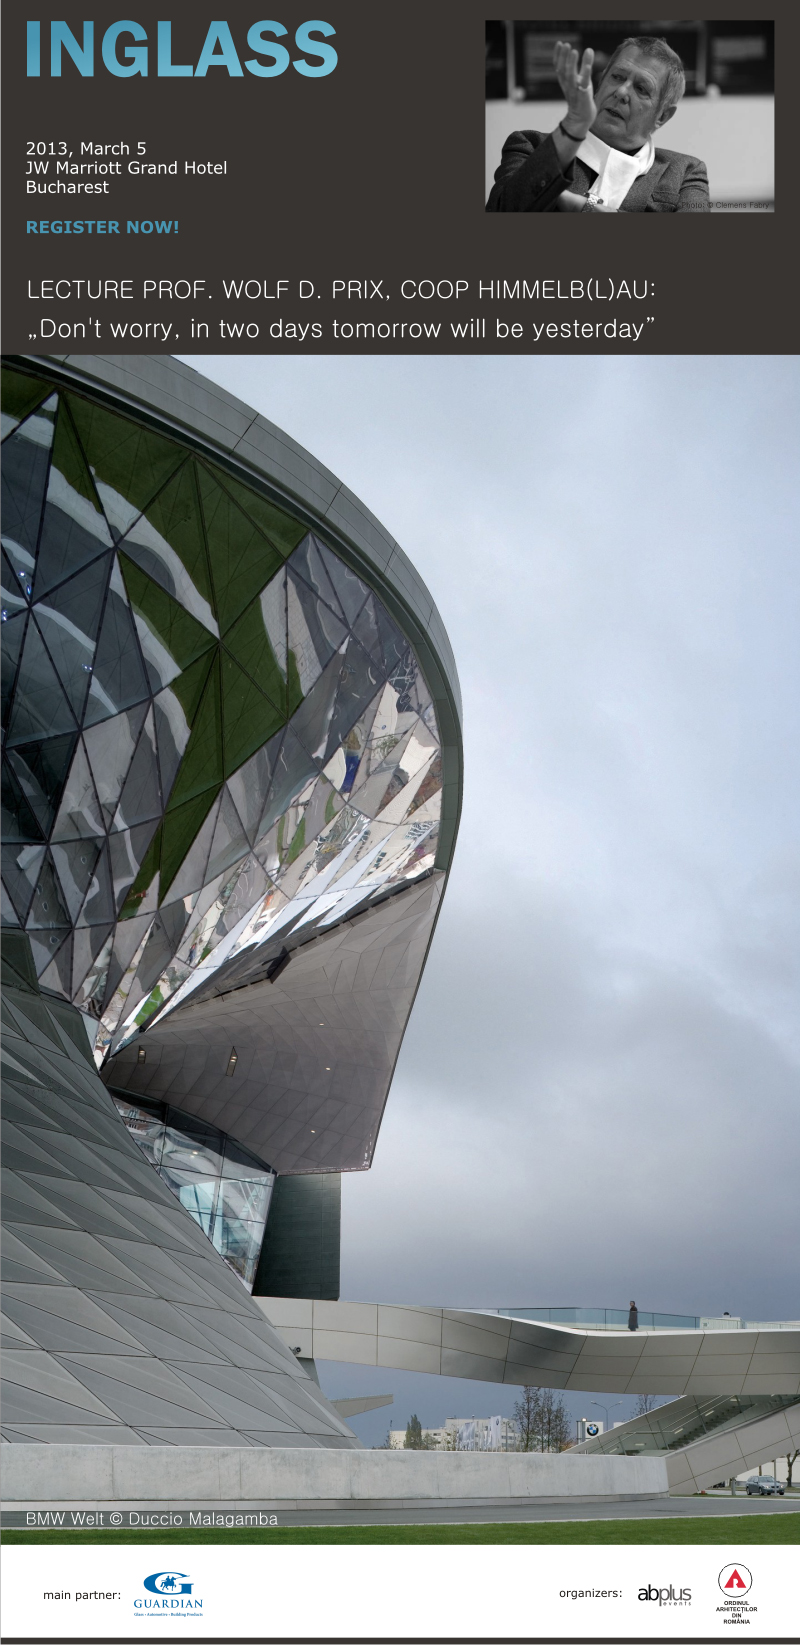 INGLASS
2013, March 5
JW Marriott Grand Hotel
Bucharest
REGISTER NOW!
Photo: © Clemens Fabry
LECTURE PROF. WOLF D. PRIX, COOP HIMMELB(L)AU:
„Don't worry, in two days tomorrow will be yesterday”
BMW Welt © Duccio Malagamba
main partner:
GUARDIAN
Glass · Automotive · Building Products
organizers:
abplus
events
ORDINUL
ARHITECȚILOR
DIN
ROMÂNIA